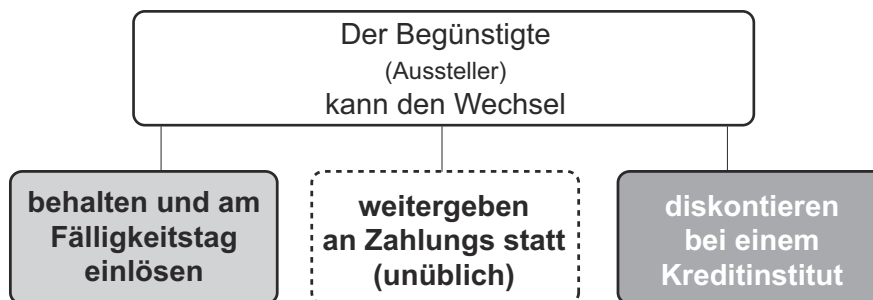 Der Begünstigte
(Aussteller)
kann den Wechsel
behalten und am
Fälligkeitstag
einlösen
weitergeben
an Zahlungs statt
(unüblich)
diskontieren
bei einem
Kreditinstitut